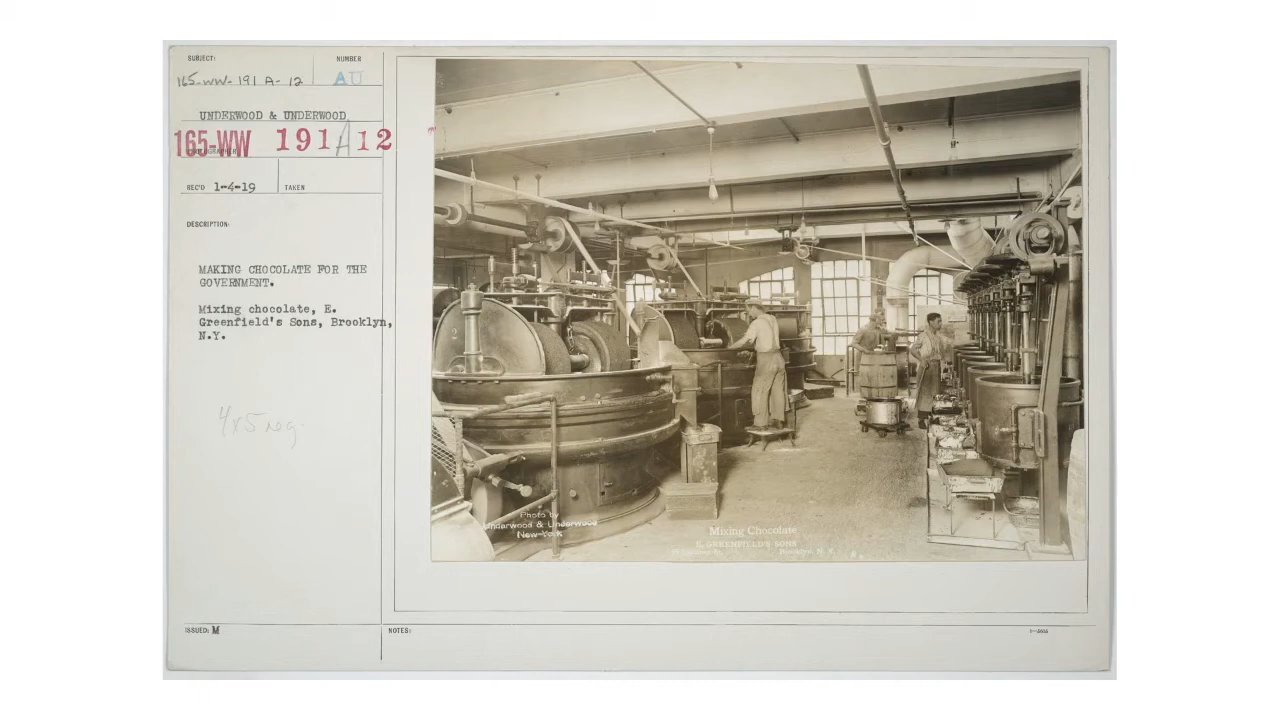 SUBJECT:
NUMBER
165-WW-191 A-12
AU
UNDERWOOD & UNDERWOOD
165-WW 191A12
REC'D 1-4-19
TAKEN
DESCRIPTION:
MAKING CHOCOLATE FOR THE
GOVERNMENT.
Mixing chocolate, E.
Greenfield's Sons, Brooklyn,
N.Y.
4x5 neg.
ISSUED: M
NOTES:
2
Photo by
Underwood & Underwood
New-York
Mixing Chocolate
E. GREENFIELD'S SONS
Brooklyn, N. Y.